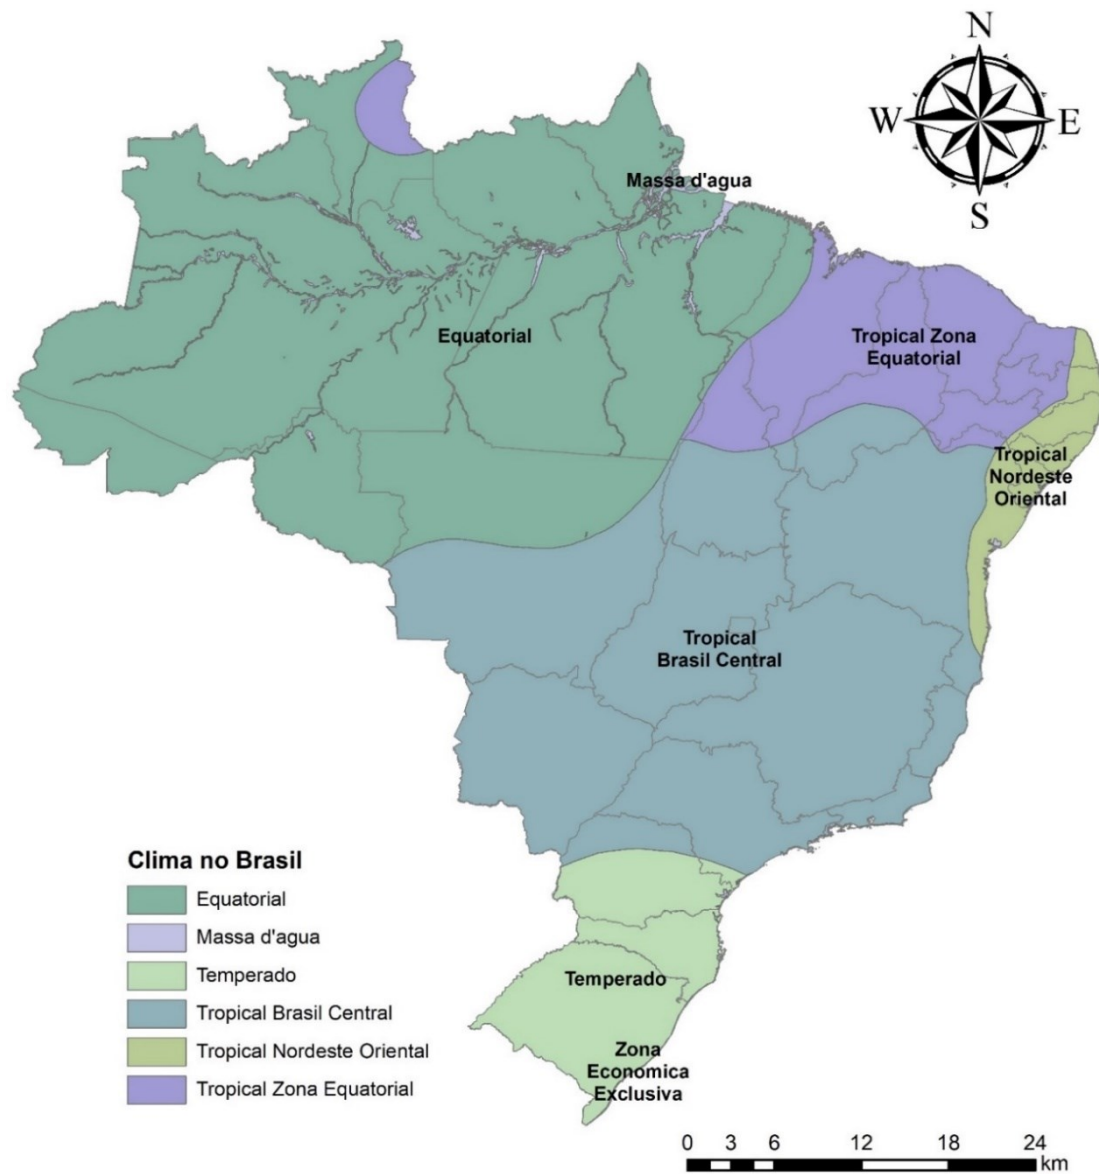 N
W
E
S
Massa d'agua
Equatorial
Tropical Zona
Equatorial
Tropical
Nordeste
Oriental
Tropical
Brasil Central
Clima no Brasil
Equatorial
Massa d'agua
Temperado
Tropical Brasil Central
Tropical Nordeste Oriental
Tropical Zona Equatorial
Temperado
Zona
Economica
Exclusiva
0 3 6 12 18 24
km